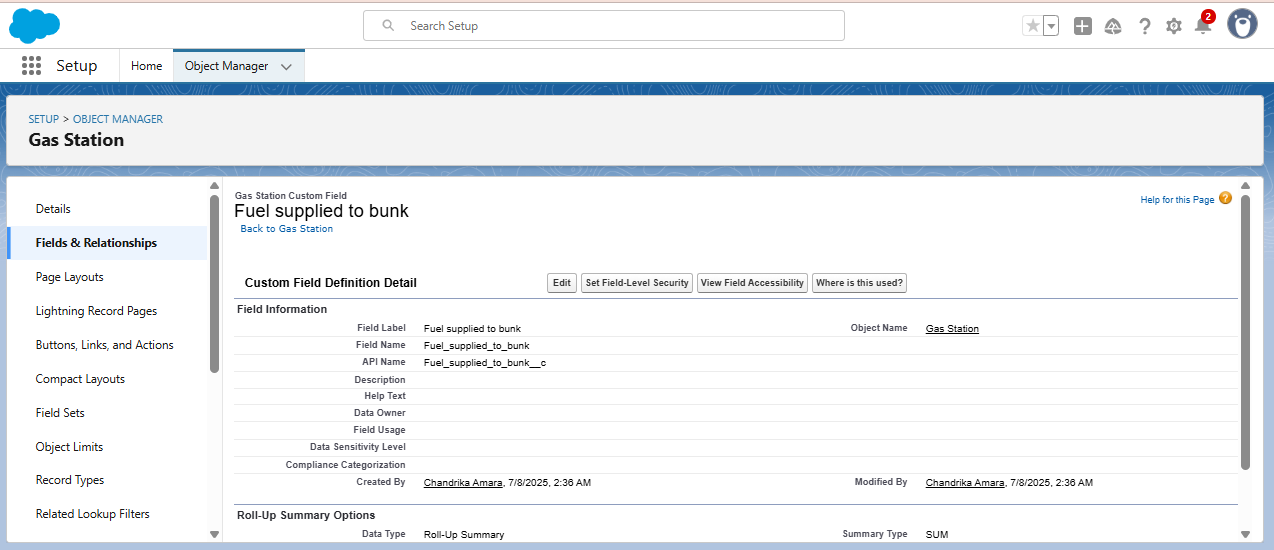 Search Setup
2
Setup
Home
Object Manager
SETUP > OBJECT MANAGER
Gas Station
Details
Fields & Relationships
Page Layouts
Lightning Record Pages
Buttons, Links, and Actions
Compact Layouts
Field Sets
Object Limits
Record Types
Related Lookup Filters
Gas Station Custom Field
Fuel supplied to bunk
Back to Gas Station
Help for this Page ?
Custom Field Definition Detail Edit Set Field-Level Security View Field Accessibility Where is this used?
Field Information
Field Label Fuel supplied to bunk Object Name Gas Station
Field Name Fuel_supplied_to_bunk
API Name Fuel_supplied_to_bunk__c
Description
Help Text
Data Owner
Field Usage
Data Sensitivity Level
Compliance Categorization
Created By Chandrika Amara, 7/8/2025, 2:36 AM Modified By Chandrika Amara, 7/8/2025, 2:36 AM
Roll-Up Summary Options
Data Type Roll-Up Summary Summary Type SUM